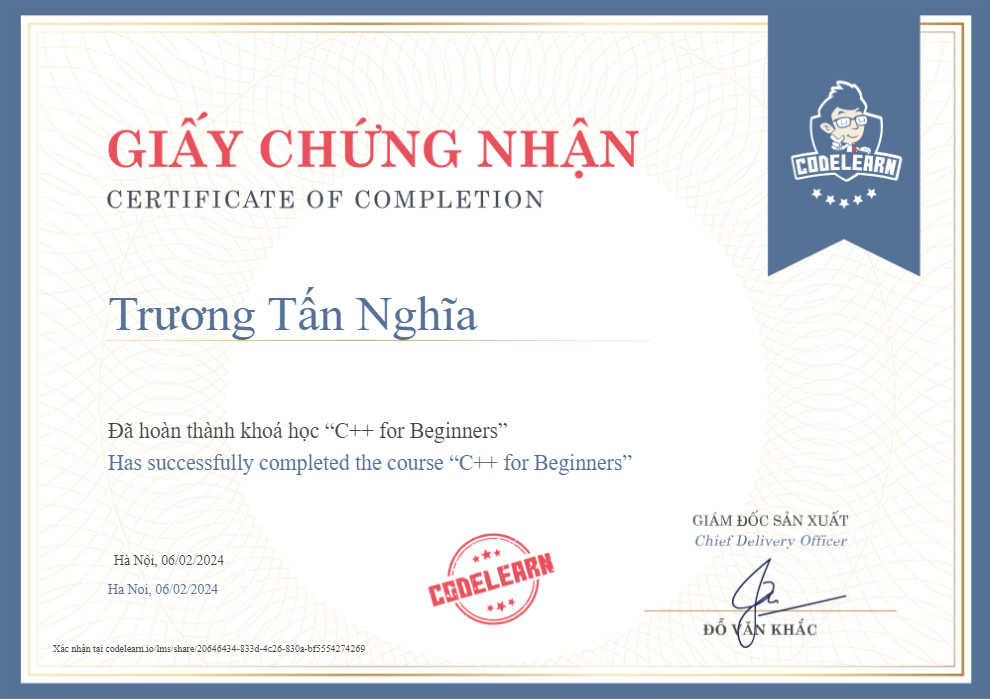 GIẤY CHỨNG NHẬN
CERTIFICATE OF COMPLETION
CODELEARN
Trương Tấn Nghĩa
Đã hoàn thành khoá học “C++ for Beginners”
Has successfully completed the course “C++ for Beginners”
GIÁM ĐỐC SẢN XUẤT
Chief Delivery Officer
Hà Nội, 06/02/2024
Ha Noi, 06/02/2024
CODELEARN
ĐỖ VĂN KHẮC
Xác nhận tại codelearn.io/lms/share/20646434-833d-4c26-830a-bf5554274269